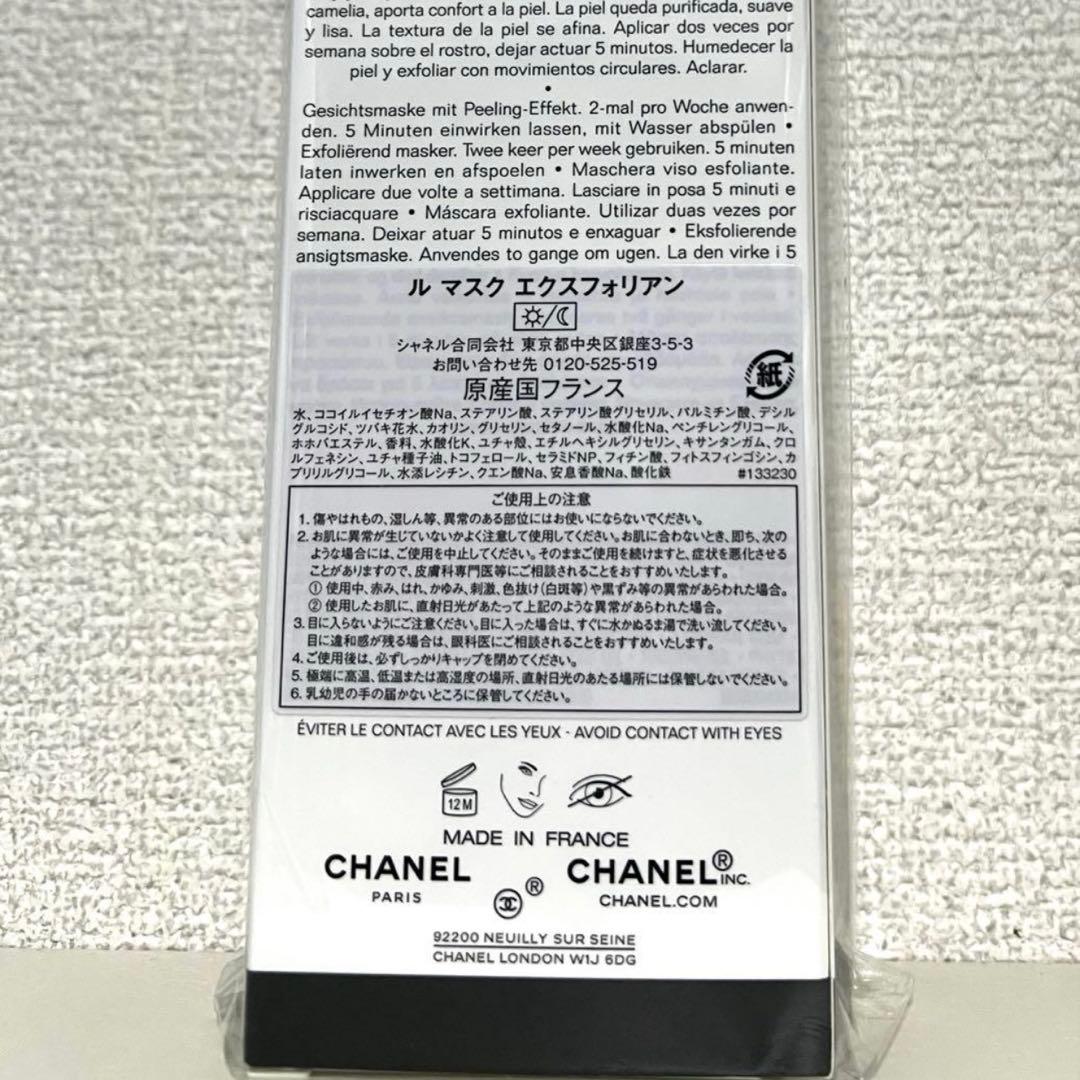 camelia, aporta confort a la piel. La piel queda purificada, suave
y lisa. La textura de la piel se afina. Aplicar dos veces por
semana sobre el rostro, dejar actuar 5 minutos. Humedecer la
piel y exfoliar con movimientos circulares. Aclarar.
•
Gesichtsmaske mit Peeling-Effekt. 2-mal pro Woche anwen-
den. 5 Minuten einwirken lassen, mit Wasser abspülen •
Exfoliërend masker. Twee keer per week gebruiken. 5 minuten
laten inwerken en afspoelen • Maschera viso esfoliante.
Applicare due volte a settimana. Lasciare in posa 5 minuti e
risciacquare • Máscara exfoliante. Utilizar duas vezes por
semana. Deixar atuar 5 minutos e enxaguar • Eksfolierende
ansigtsmaske. Anvendes to gange om ugen. La den virke i 5
ル マスク エクスフォリアン
シャネル合同会社 東京都中央区銀座3-5-3
お問い合わせ先 0120-525-519
原産国フランス
紙
水、ココイルイセチオン酸Na、ステアリン酸、ステアリン酸グリセリル、パルミチン酸、デシル
グルコシド、ツバキ花水、カオリン、グリセリン、セタノール、水酸化Na、ペンチレングリコール、
ホホバエステル、香料、水酸化K、ユチャ殻、エチルヘキシルグリセリン、キサンタンガム、クロ
ルフェネシン、ユチャ種子油、トコフェロール、セラミドNP、フィチン酸、フィトスフィンゴシン、カ
プリリルグリコール、水添レシチン、クエン酸Na、安息香酸Na、酸化鉄 #133230
ご使用上の注意
1. 傷やはれもの、湿しん等、異常のある部位にはお使いにならないでください。
2. お肌に異常が生じていないかよく注意して使用してください。お肌に合わないとき、即ち、次の
ような場合には、ご使用を中止してください。そのままご使用を続けますと、症状を悪化させる
ことがありますので、皮膚科専門医等にご相談されることをおすすめいたします。
① 使用中、赤み、はれ、かゆみ、刺激、色抜け(白斑等)や黒ずみ等の異常があらわれた場合。
② 使用したお肌に、直射日光があたって上記のような異常があらわれた場合。
3. 目に入らないようにご注意ください。目に入った場合は、すぐに水かぬるま湯で洗い流してください。
目に違和感が残る場合は、眼科医にご相談されることをおすすめいたします。
4. ご使用後は、必ずしっかりキャップを閉めてください。
5. 極端に高温、低温または高湿度の場所、直射日光のあたる場所には保管しないでください。
6. 乳幼児の手の届かないところに保管してください。
ÉVITER LE CONTACT AVEC LES YEUX - AVOID CONTACT WITH EYES
12M
MADE IN FRANCE
CHANEL
PARIS
®
CHANEL® INC.
CHANEL.COM
92200 NEUILLY SUR SEINE
CHANEL LONDON W1J 6DG